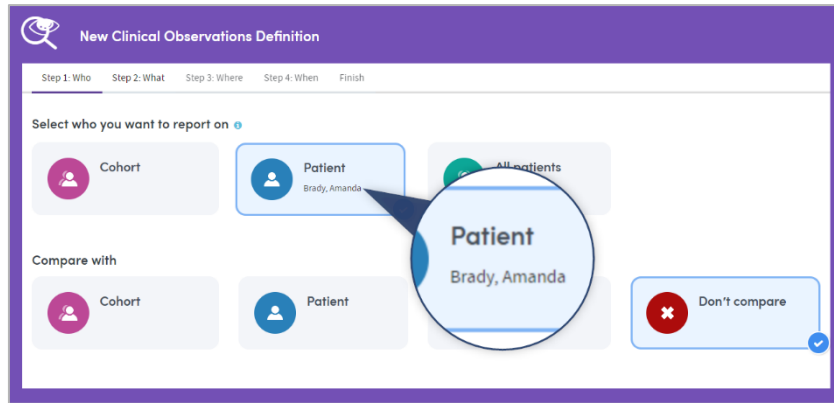 New Clinical Observations Definition
Step 1: Who Step 2: What Step 3: Where Step 4: When Finish
Select who you want to report on
Cohort
Patient
Brady, Amanda
All patients
Patient
Brady, Amanda
Compare with
Cohort
Patient
Don't compare